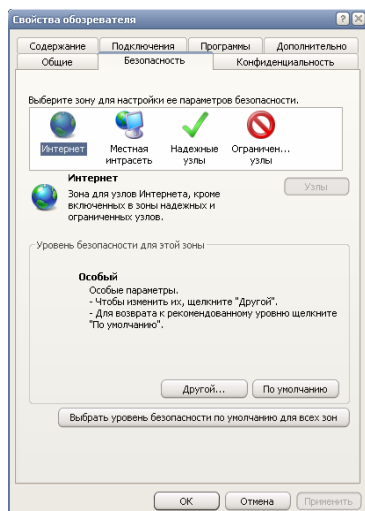 Свойства обозревателя
Содержание Подключения Программы Дополнительно
Общие Безопасность Конфиденциальность
Выберите зону для настройки ее параметров безопасности.
Интернет Местная интрасеть Надежные узлы Ограничен... узлы
Интернет
Зона для узлов Интернета, кроме
включенных в зоны надежных и
ограниченных узлов.
Узлы
Уровень безопасности для этой зоны
Особый
Особые параметры.
- Чтобы изменить их, щелкните "Другой".
- Для возврата к рекомендованному уровню щелкните
"По умолчанию".
Другой... По умолчанию
Выбрать уровень безопасности по умолчанию для всех зон
OK Отмена Применить